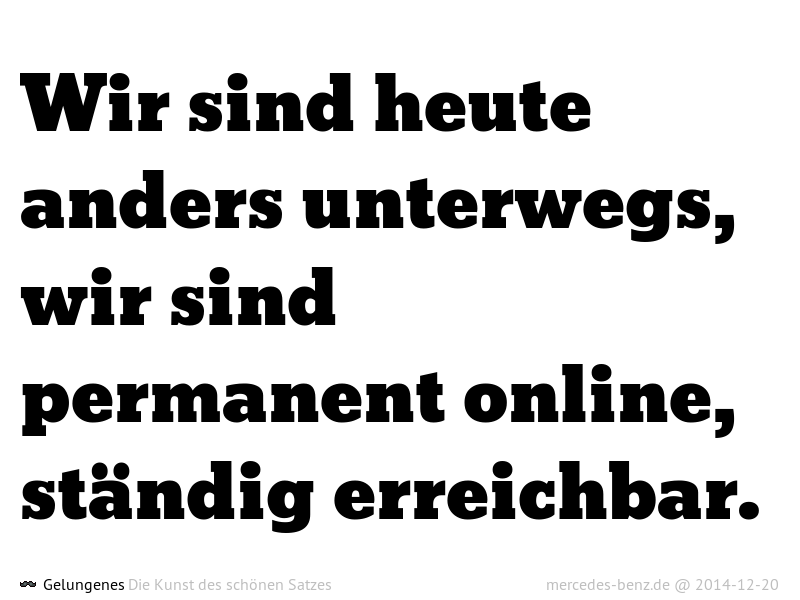 Wir sind heute
anders unterwegs,
wir sind
permanent online,
ständig erreichbar.
Gelungenes Die Kunst des schönen Satzes
mercedes-benz.de @ 2014-12-20